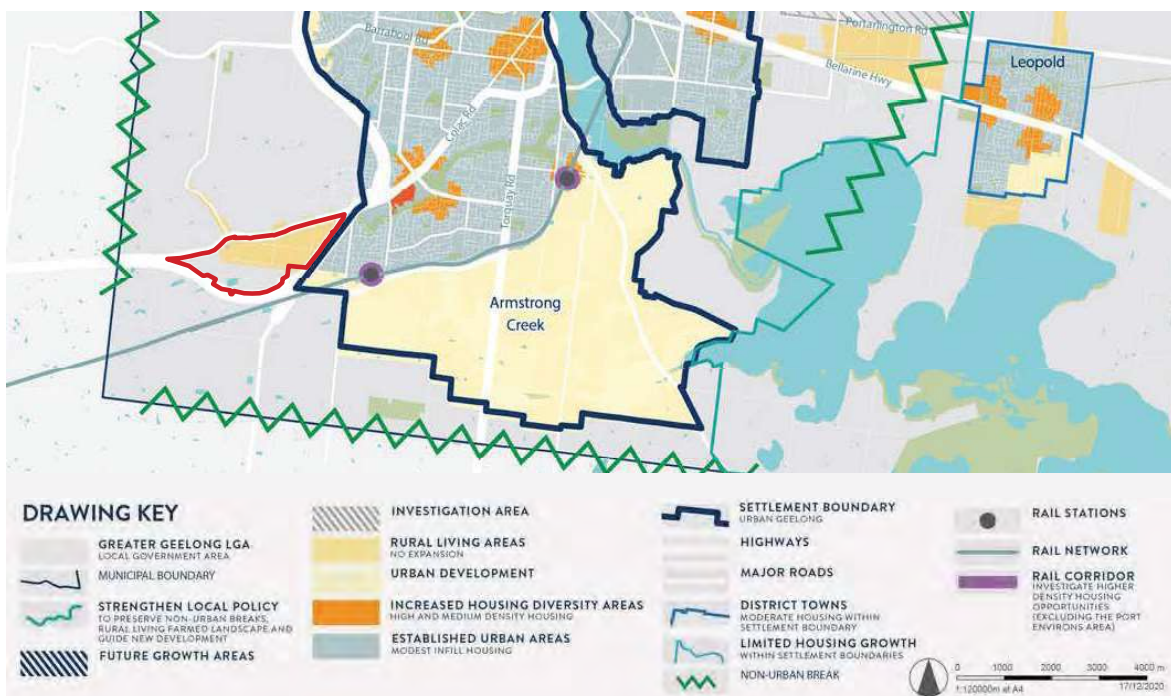 Portarlington Rd
Barrabool Rd
Leopold
Bellarine Hwy
Colac Rd
Torquay Rd
Armstrong
Creek
DRAWING KEY
GREATER GEELONG LGA
LOCAL GOVERNMENT AREA
MUNICIPAL BOUNDARY
STRENGTHEN LOCAL POLICY
TO PRESERVE NON-URBAN BREAKS,
RURAL LIVING FARMED LANDSCAPE AND
GUIDE NEW DEVELOPMENT
FUTURE GROWTH AREAS
INVESTIGATION AREA
RURAL LIVING AREAS
NO EXPANSION
URBAN DEVELOPMENT
INCREASED HOUSING DIVERSITY AREAS
HIGH AND MEDIUM DENSITY HOUSING
ESTABLISHED URBAN AREAS
MODEST INFILL HOUSING
SETTLEMENT BOUNDARY
URBAN GEELONG
HIGHWAYS
MAJOR ROADS
DISTRICT TOWNS
MODERATE HOUSING WITHIN
SETTLEMENT BOUNDARY
LIMITED HOUSING GROWTH
WITHIN SETTLEMENT BOUNDARIES
NON-URBAN BREAK
RAIL STATIONS
RAIL NETWORK
RAIL CORRIDOR
INVESTIGATE HIGHER
DENSITY HOUSING
OPPORTUNITIES
(EXCLUDING THE PORT
ENVIRONS AREA)
0 1000 2000 3000 4000 m
1:120000m at A4 17/12/2020